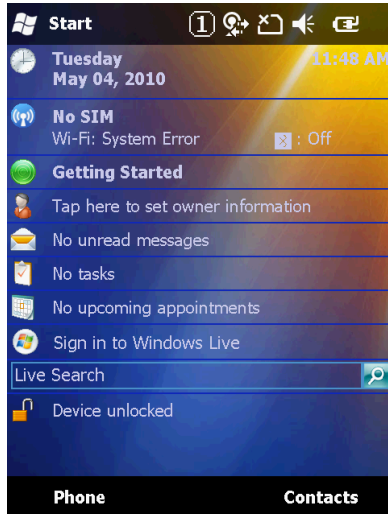 Start 1
Tuesday 11:48 AM
May 04, 2010
No SIM
Wi-Fi: System Error : Off
Getting Started
Tap here to set owner information
No unread messages
No tasks
No upcoming appointments
Sign in to Windows Live
Live Search
Device unlocked
Phone Contacts